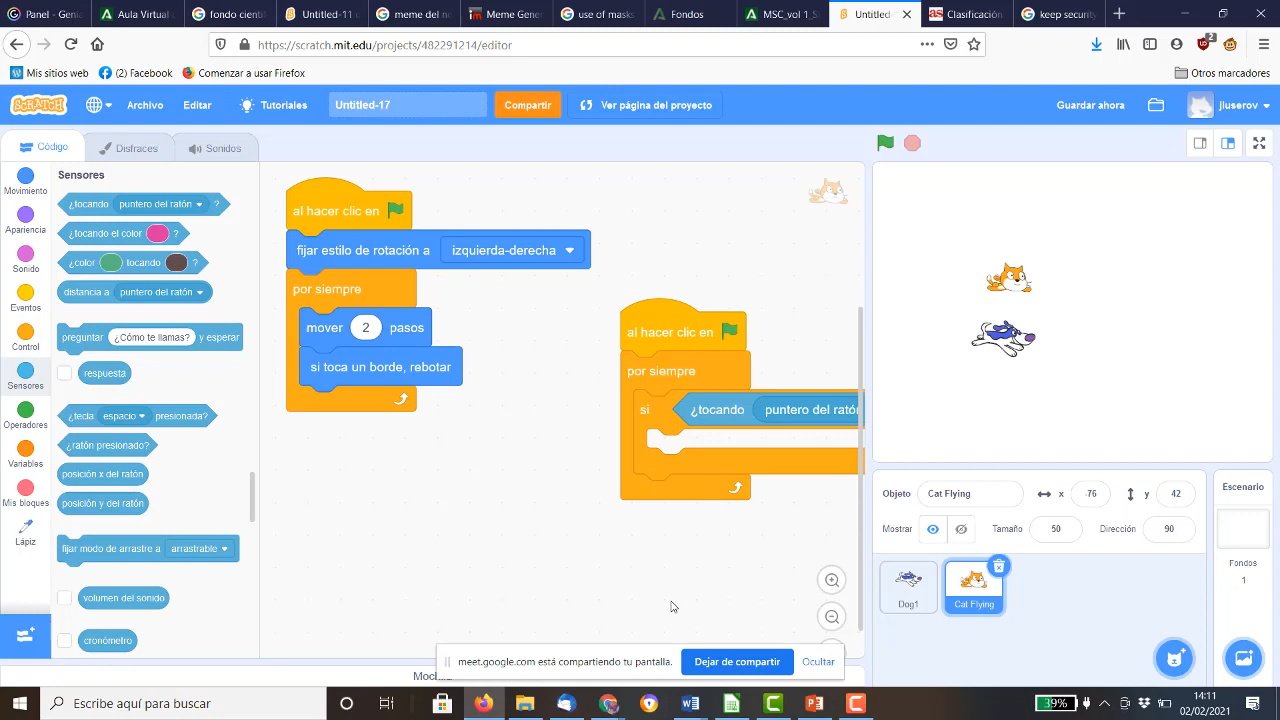 Panel
Aula Virtual
sonido cientif
Untitled-11 o
meme del no
Meme Gene
use of masks
Fondos
MSC_vol 1_S
Untitled-
Clasificación
keep security
https://scratch.mit.edu/projects/482291214/editor
Mis sitios web
(2) Facebook
Comenzar a usar Firefox
Otros marcadores
SCRATCH
Archivo
Editar
Tutoriales
Untitled-17
Compartir
Ver página del proyecto
Guardar ahora
jluserov
Código
Disfraces
Sonidos
Movimiento
Apariencia
Sonido
Eventos
Control
Sensores
Operadores
Variables
Mis bloques
Lápiz
Sensores
¿tocando puntero del ratón ?
¿tocando el color ?
¿color tocando ?
distancia a puntero del ratón
preguntar ¿Cómo te llamas? y esperar
respuesta
¿tecla espacio presionada?
¿ratón presionado?
posición x del ratón
posición y del ratón
fijar modo de arrastre a arrastrable
volumen del sonido
cronómetro
al hacer clic en
fijar estilo de rotación a izquierda-derecha
por siempre
mover 2 pasos
si toca un borde, rebotar
al hacer clic en
por siempre
si ¿tocando puntero del ratón
Objeto
Cat Flying
x
-76
y
42
Mostrar
Tamaño
50
Dirección
90
Dog1
Cat Flying
Escenario
Fondos
1
meet.google.com está compartiendo tu pantalla.
Dejar de compartir
Ocultar
Escribe aquí para buscar
39%
14:11
02/02/2021